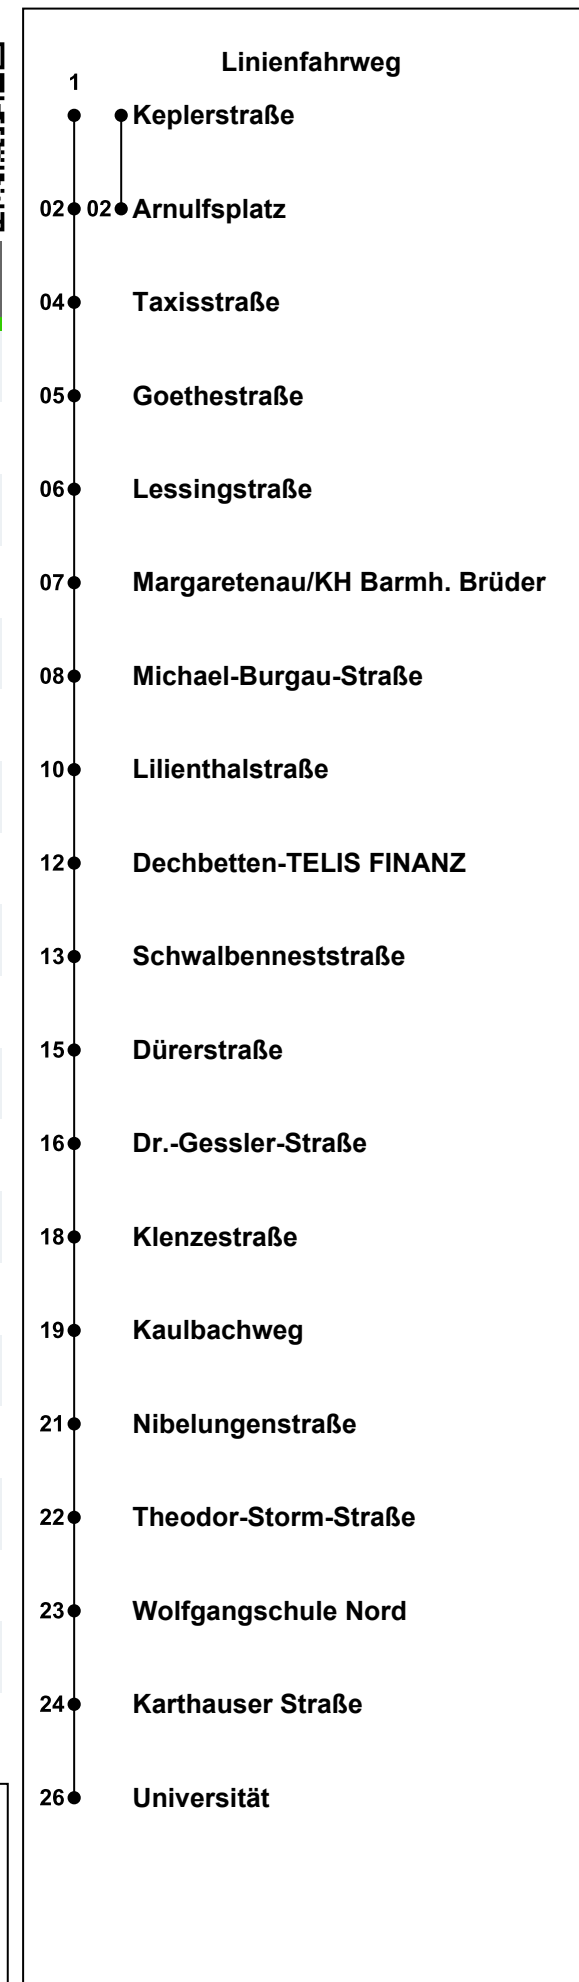 Linienfahrweg
1
Keplerstraße
02 02 Arnulfsplatz
04 Taxisstraße
05 Goethestraße
06 Lessingstraße
07 Margaretenau/KH Barmh. Brüder
08 Michael-Burgau-Straße
10 Lilienthalstraße
12 Dechbetten-TELIS FINANZ
13 Schwalbenneststraße
15 Dürerstraße
16 Dr.-Gessler-Straße
18 Klenzestraße
19 Kaulbachweg
21 Nibelungenstraße
22 Theodor-Storm-Straße
23 Wolfgangschule Nord
24 Karthauser Straße
26 Universität